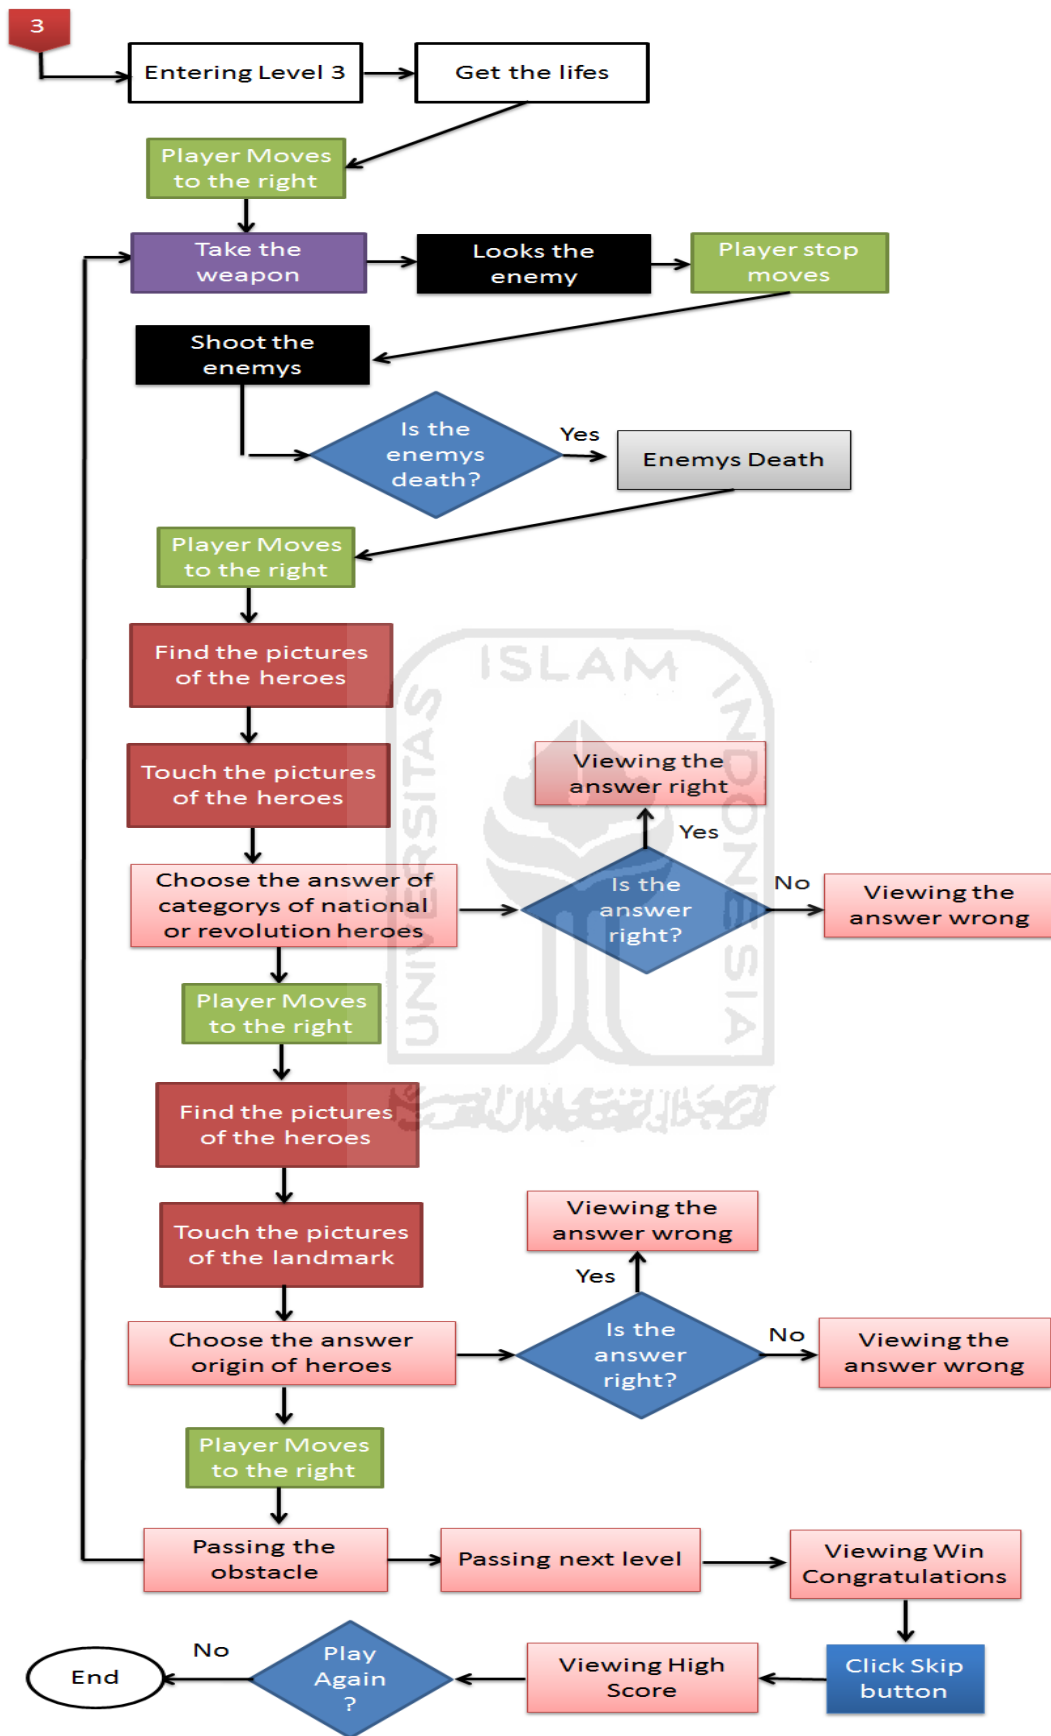 3
Entering Level 3
Get the lifes
Player Moves
to the right
Take the
weapon
Looks the
enemy
Player stop
moves
Shoot the
enemys
Is the
enemys
death?
Yes
Enemys Death
Player Moves
to the right
Find the pictures
of the heroes
Touch the pictures
of the heroes
Viewing the
answer right
Yes
Choose the answer of
categorys of national
or revolution heroes
Is the
answer
right?
No
Viewing the
answer wrong
Player Moves
to the right
Find the pictures
of the heroes
Touch the pictures
of the landmark
Viewing the
answer wrong
Yes
Choose the answer
origin of heroes
Is the
answer
right?
No
Viewing the
answer wrong
Player Moves
to the right
Passing the
obstacle
Passing next level
Viewing Win
Congratulations
Click Skip
button
Viewing High
Score
Play
Again
?
No
End
UNIVERSITAS
ISLAM
INDONESIA